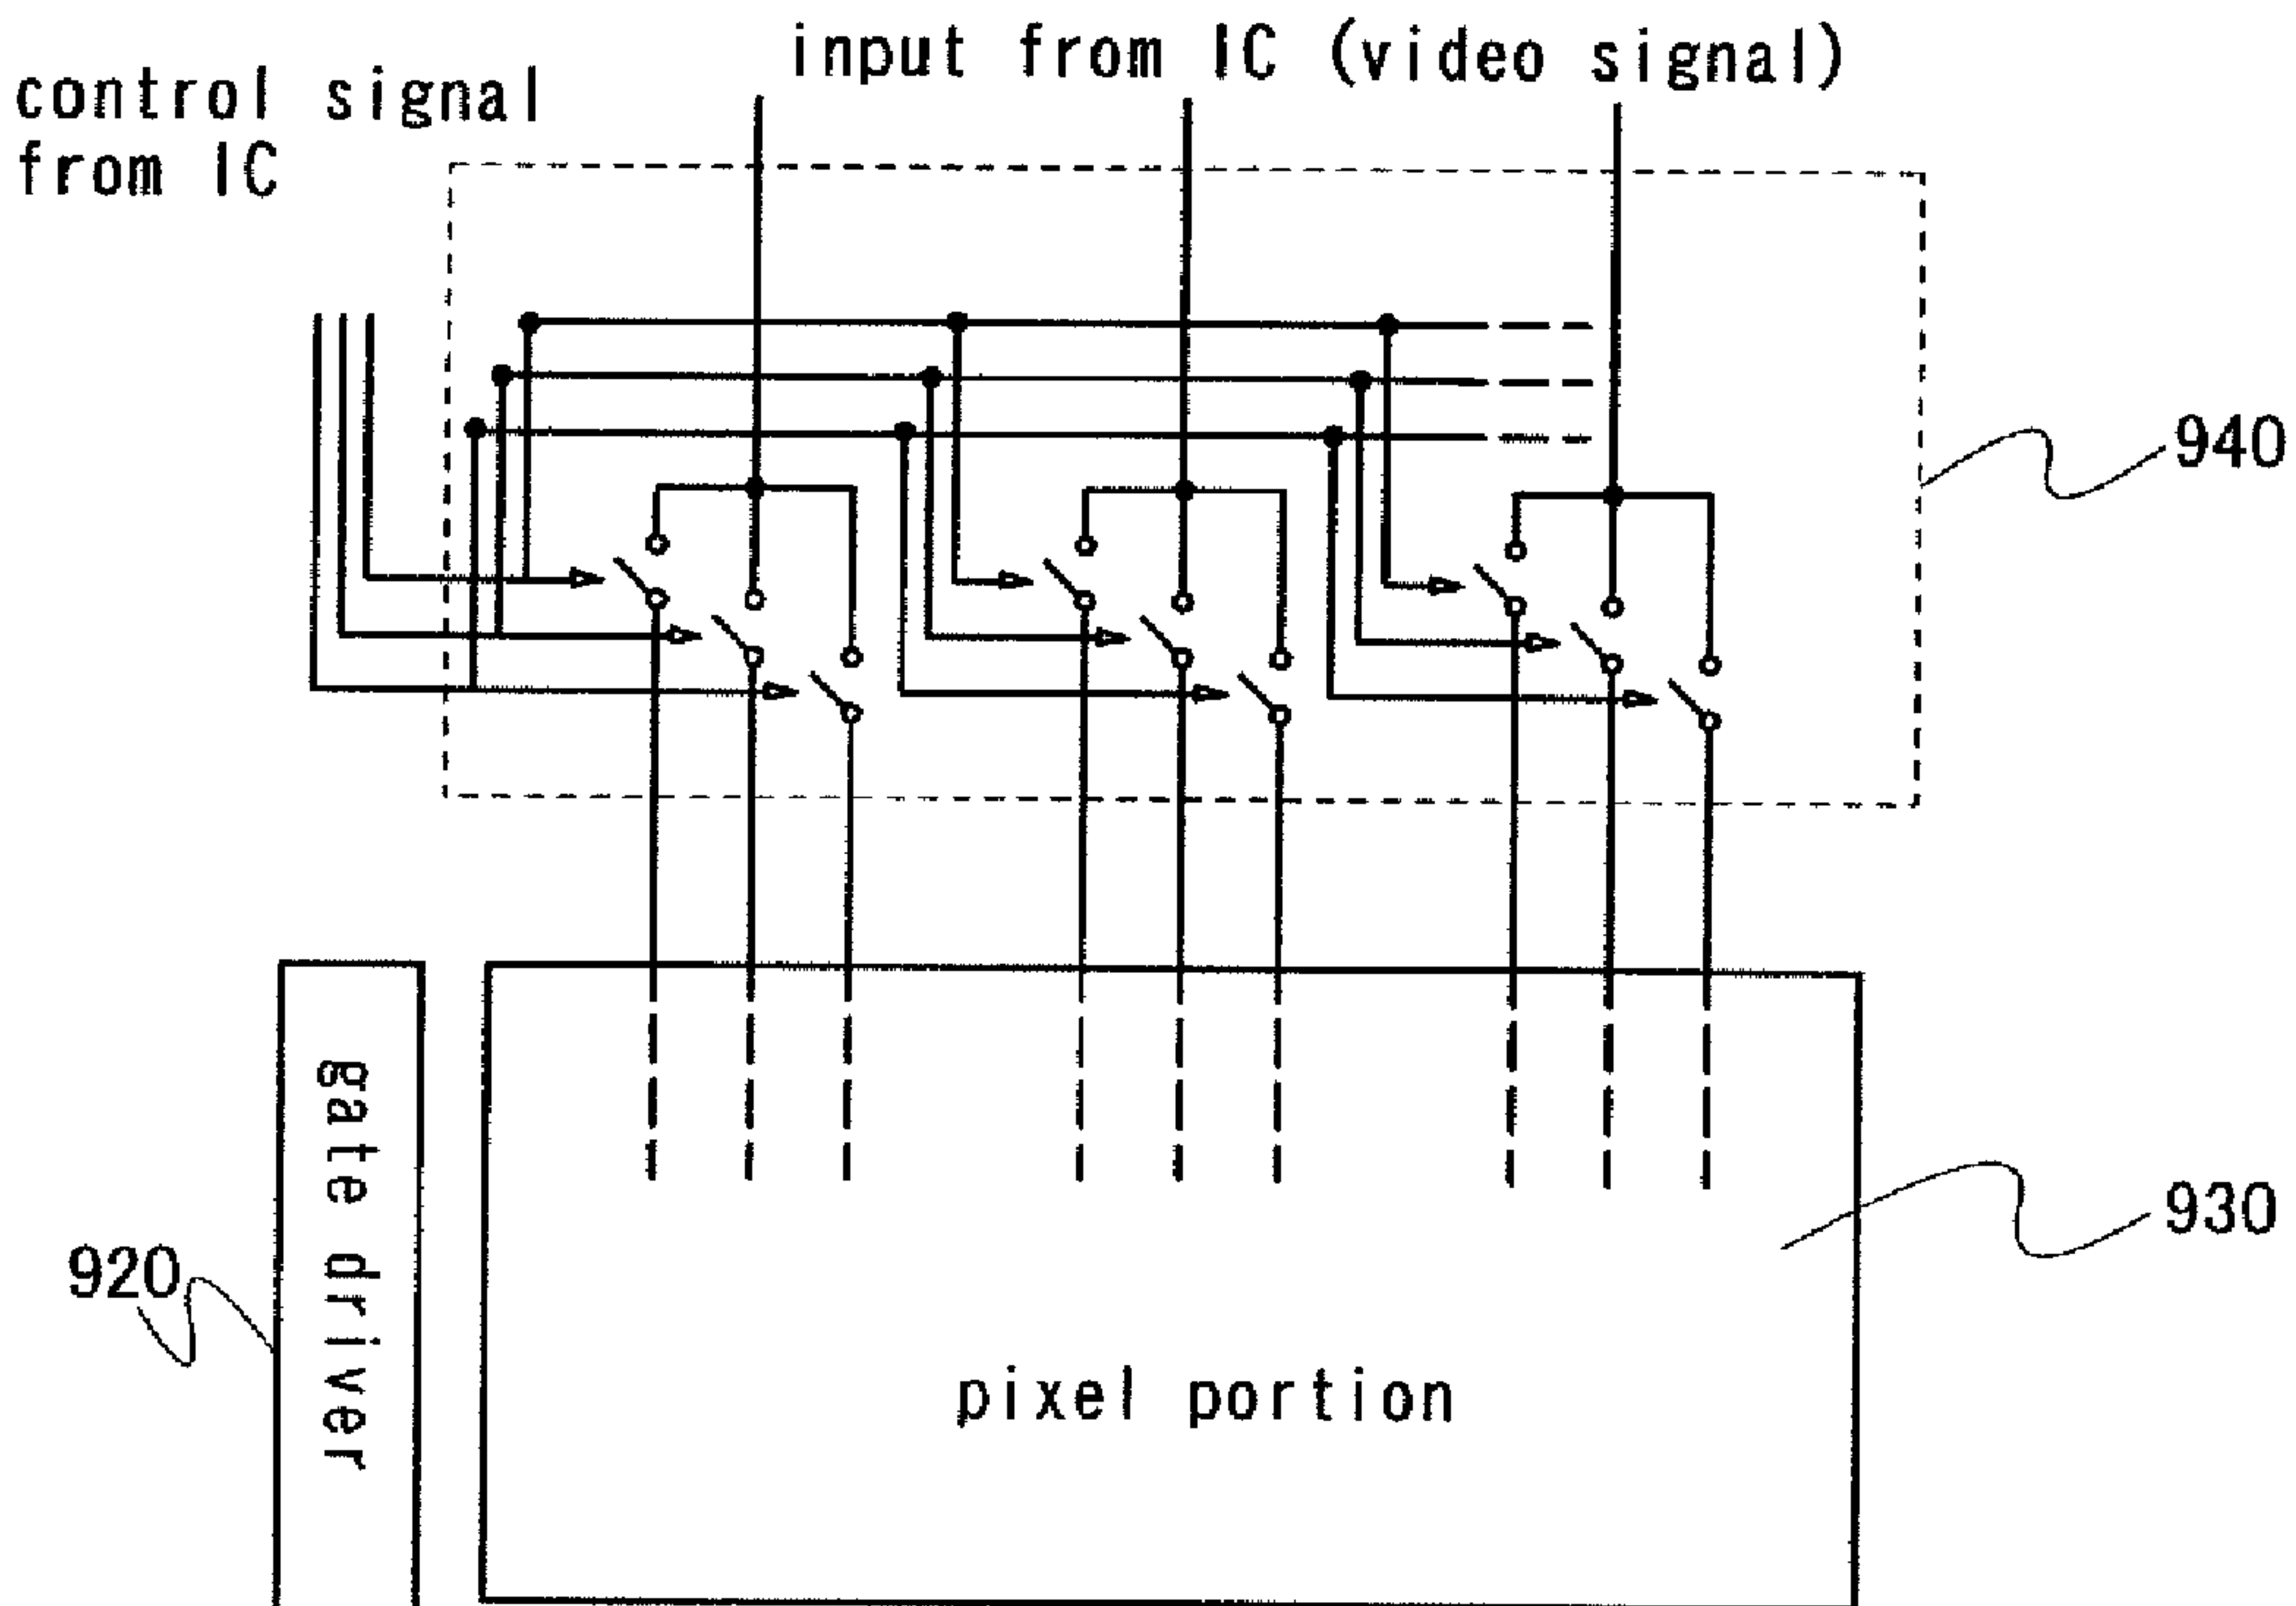 input from IC (video signal)
control signal
from IC
940
930
920
gate driver
pixel portion